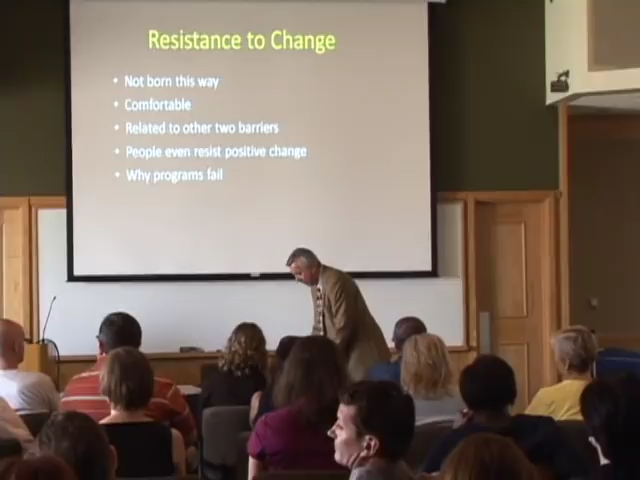 Resistance to Change
• Not born this way
• Comfortable
• Related to other two barriers
• People even resist positive change
• Why programs fail